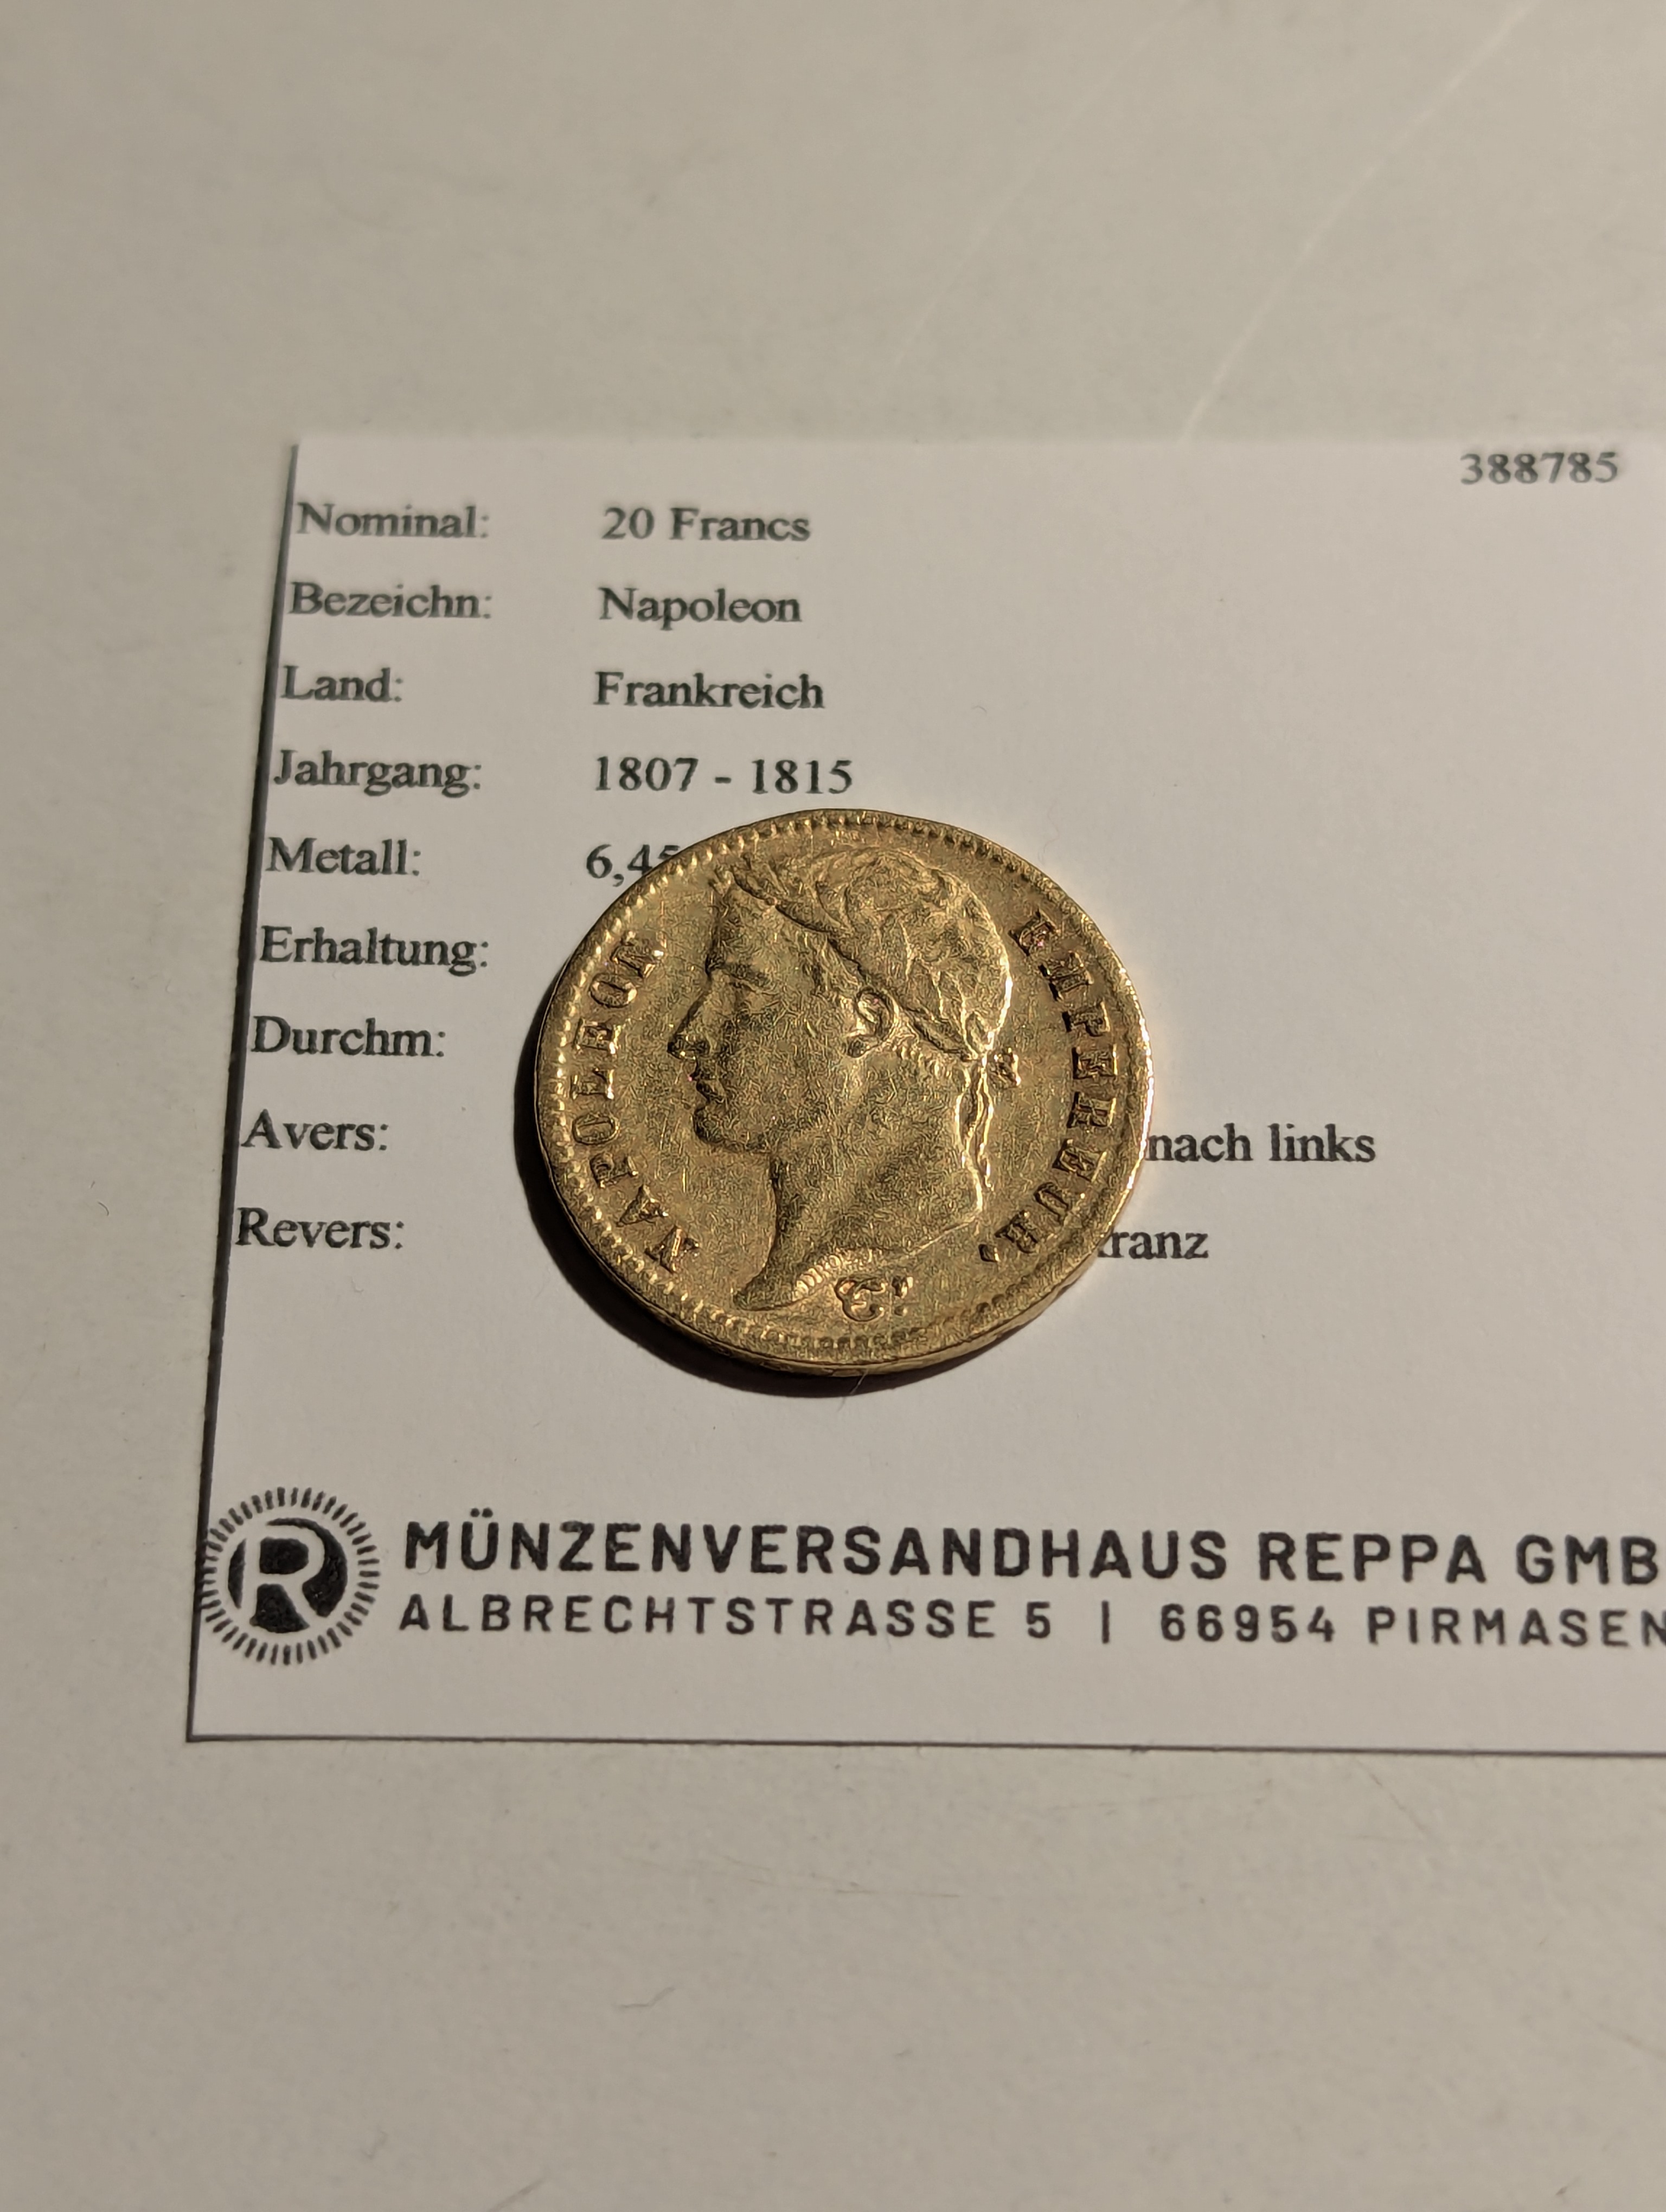 388785
Nominal: 20 Francs
Bezeichn: Napoleon
Land: Frankreich
Jahrgang: 1807 - 1815
Metall: 6,45
Erhaltung:
Durchm:
Avers: nach links
Revers: kranz
NAPOLEON EMPEREUR.
R
MÜNZENVERSANDHAUS REPPA GMB
ALBRECHTSTRASSE 5 | 66954 PIRMASEN